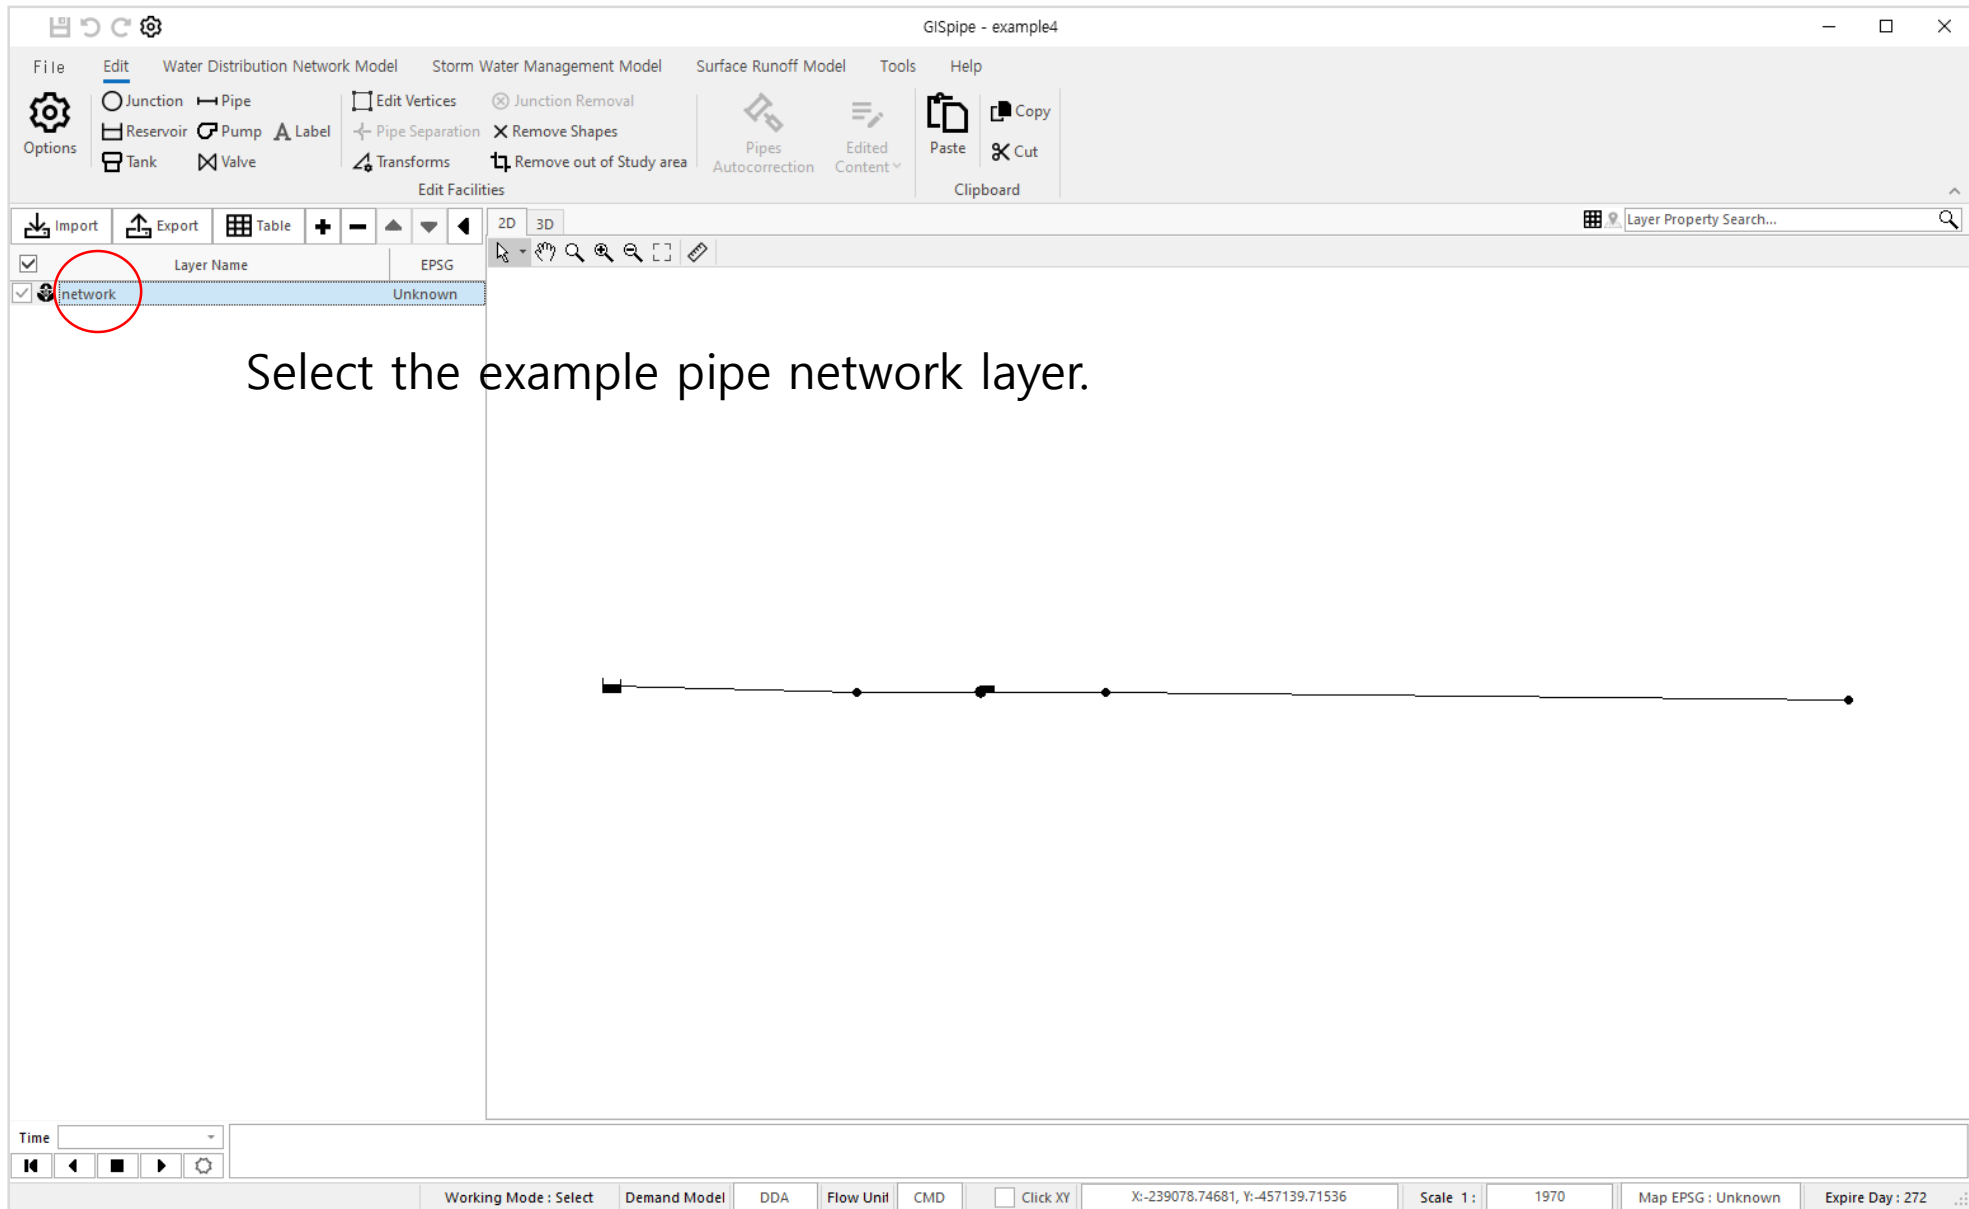 GISpipe - example4
File Edit Water Distribution Network Model Storm Water Management Model Surface Runoff Model Tools Help
Options
Junction Pipe
Reservoir Pump A Label
Tank Valve
Edit Vertices Junction Removal
Pipe Separation Remove Shapes
Transforms Remove out of Study area
Edit Facilities
Pipes Autocorrection
Edited Content
Paste
Copy
Cut
Clipboard
Import Export Table
2D 3D
Layer Property Search...
Layer Name EPSG
network Unknown
Select the example pipe network layer.
Time
Working Mode : Select Demand Model DDA Flow Unit CMD Click XY X:-239078.74681, Y:-457139.71536 Scale 1 : 1970 Map EPSG : Unknown Expire Day : 272